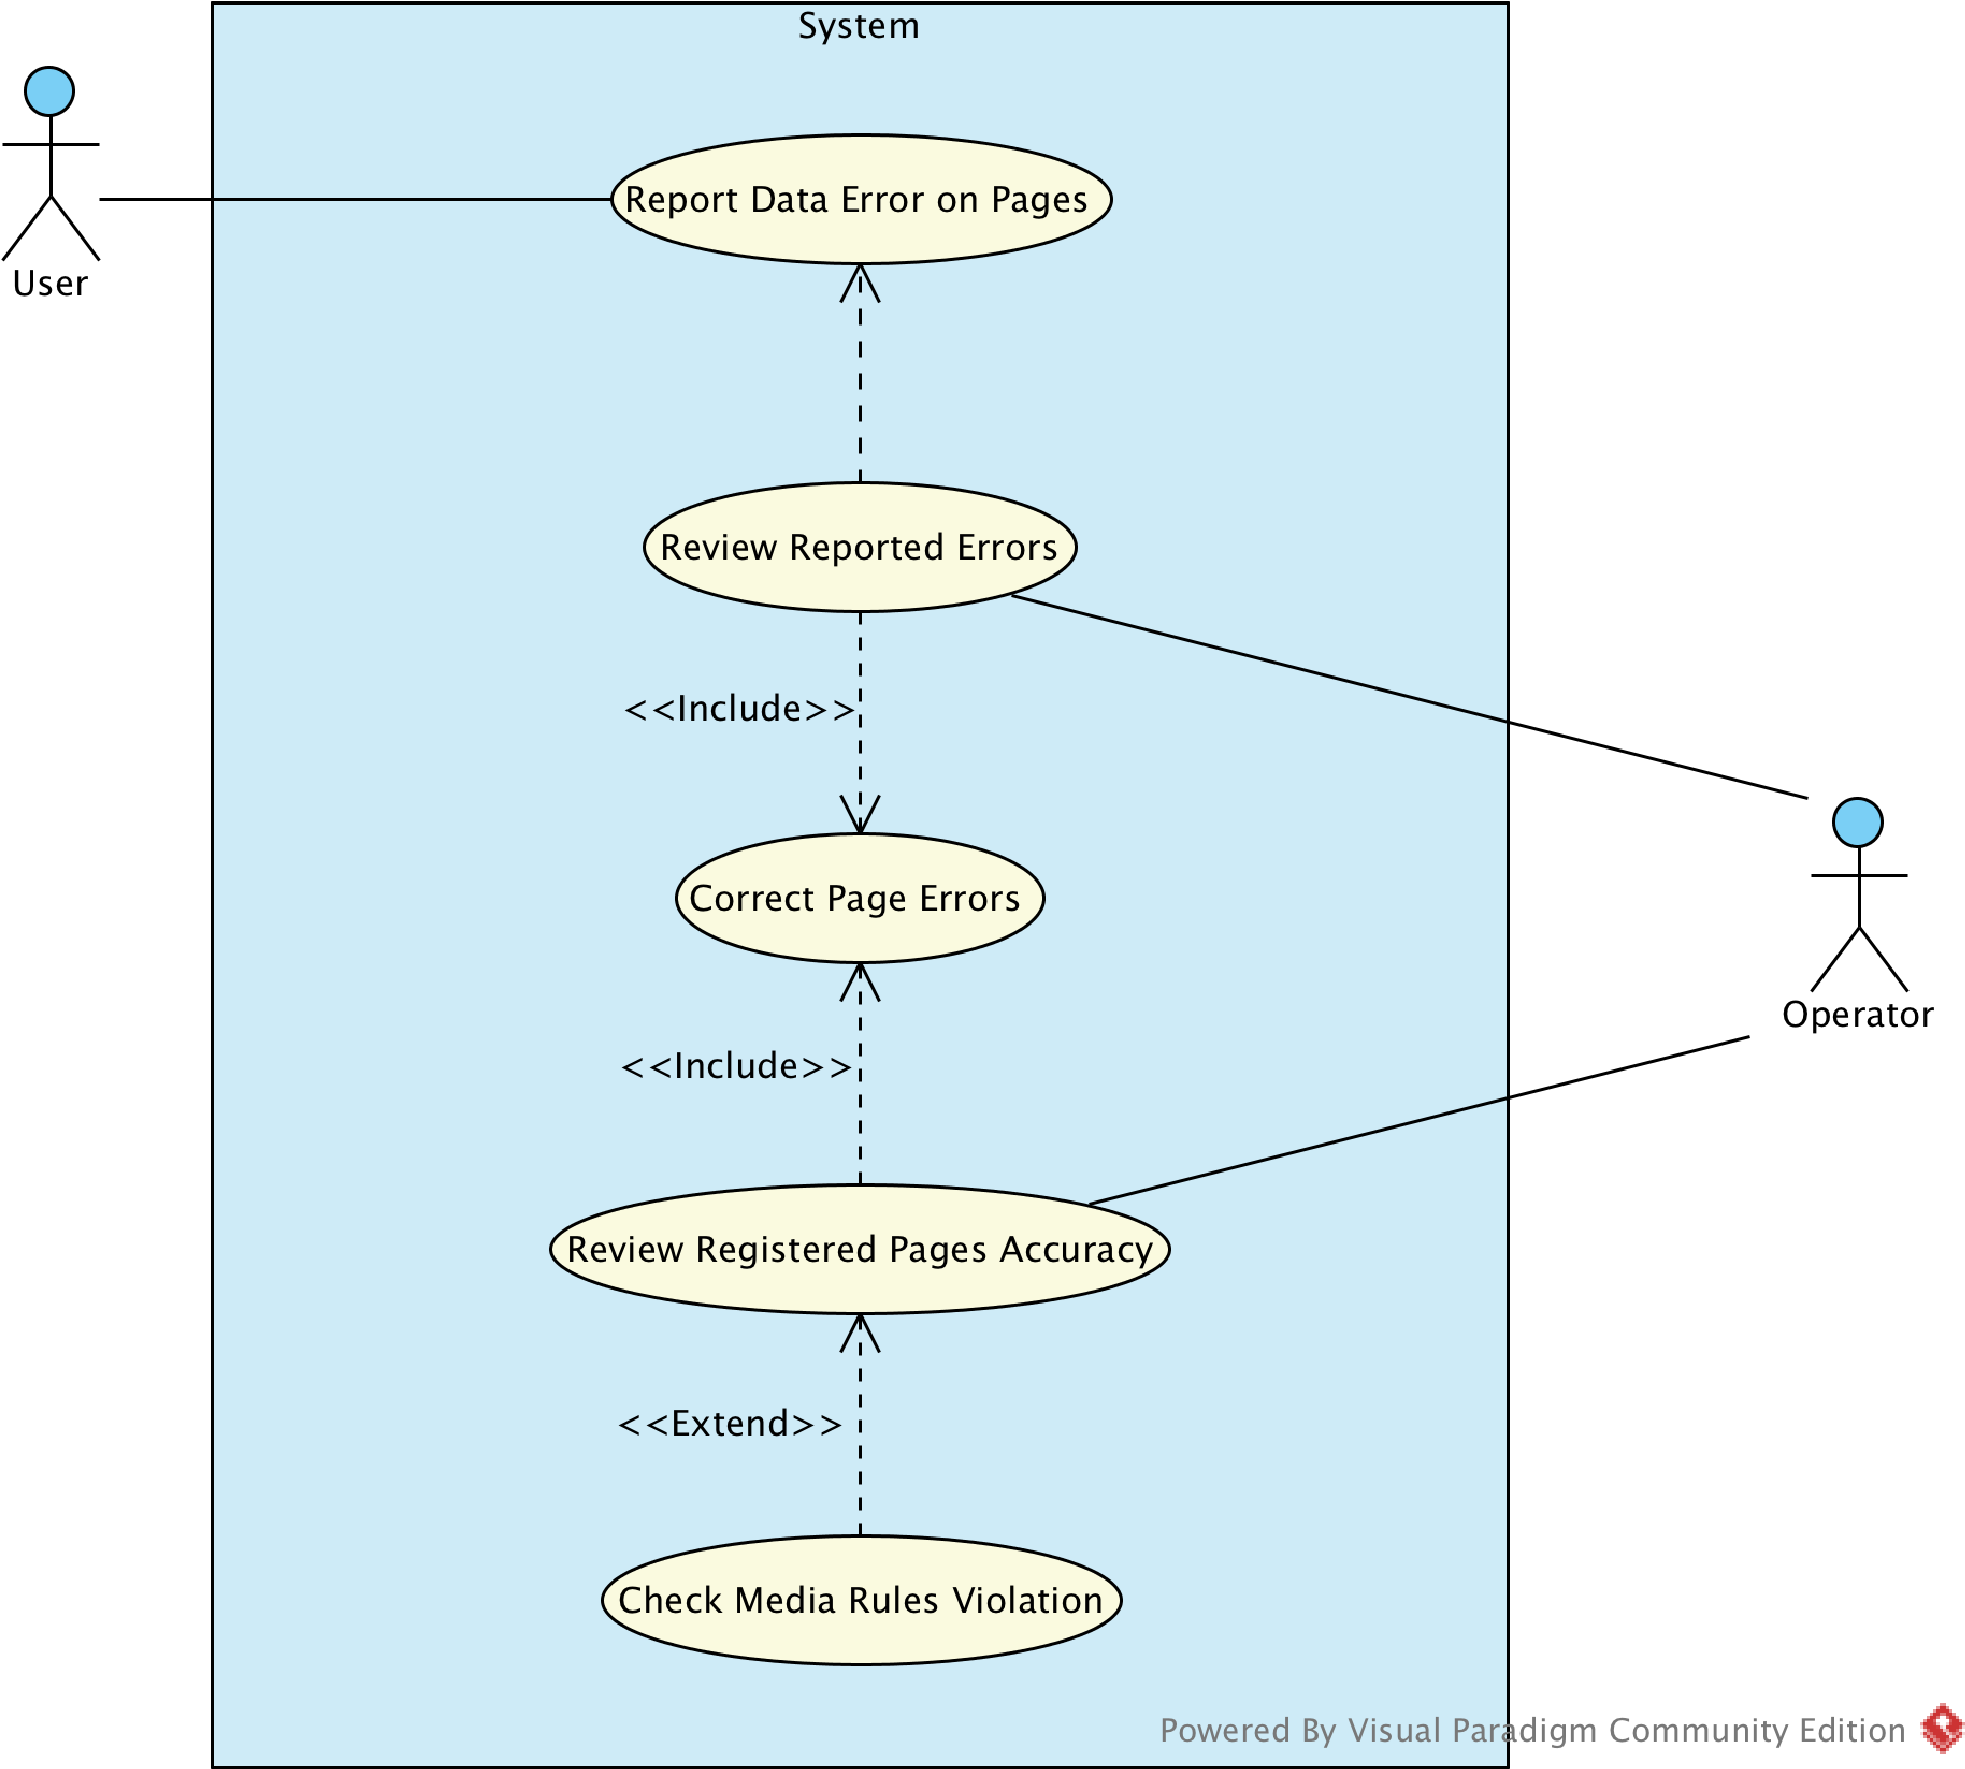 System
Report Data Error on Pages
User
Review Reported Errors
<<Include>>
Correct Page Errors
Operator
<<Include>>
Review Registered Pages Accuracy
<<Extend>>
Check Media Rules Violation
Powered By Visual Paradigm Community Edition